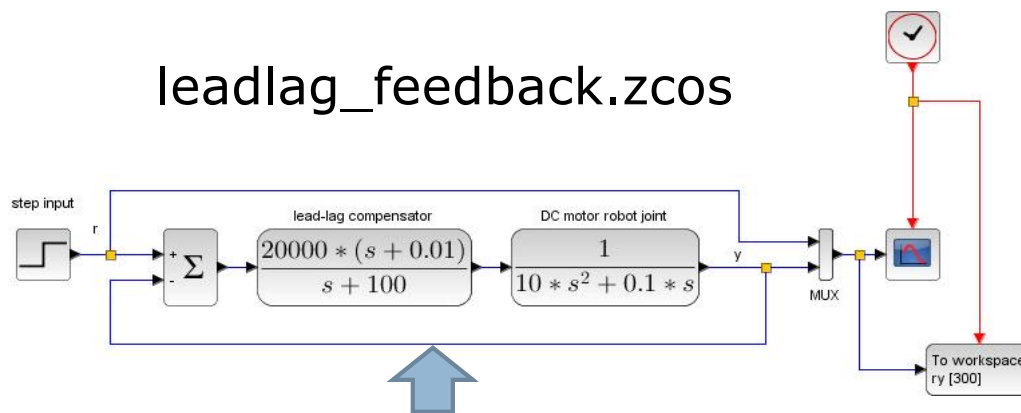 leadlag_feedback.zcos
step input
r
+
-
Σ
lead-lag compensator
20000 * (s + 0.01)
s + 100
DC motor robot joint
1
10 * s² + 0.1 * s
y
MUX
To workspace
ry [300]